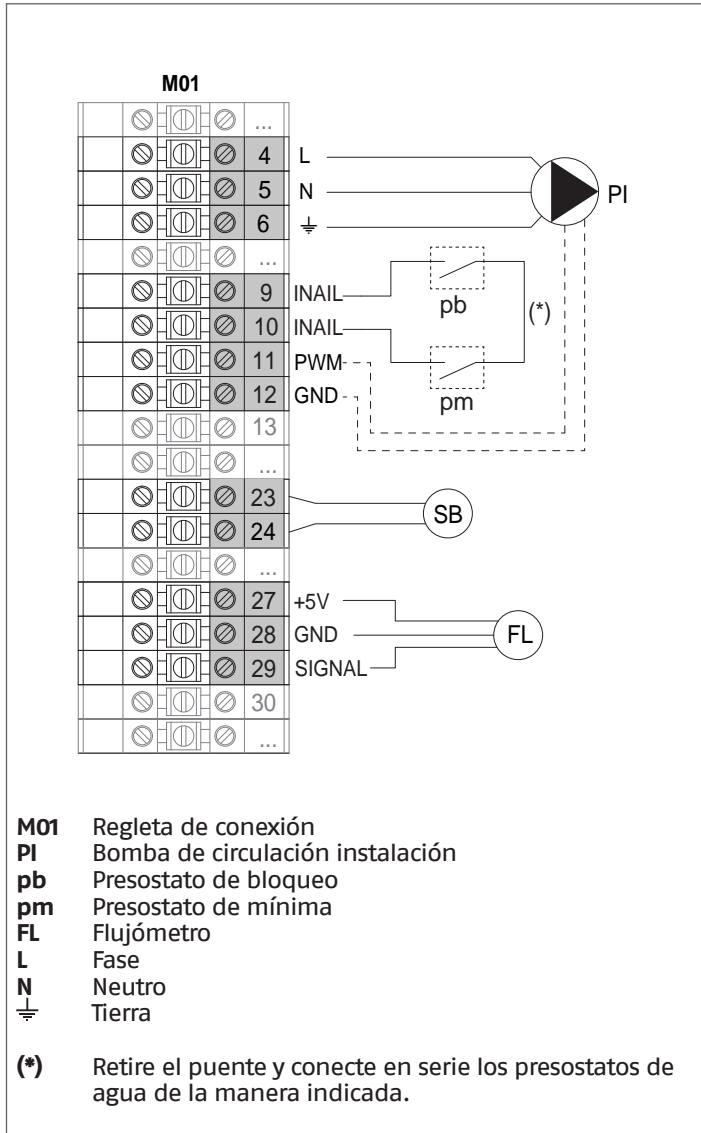 M01
...
4 L
5 N PI
6
...
9 INAIL
pb (*)
10 INAIL
11 PWM
pm
12 GND
13
...
23
SB
24
...
27 +5V
28 GND FL
29 SIGNAL
30
...
M01 Regleta de conexión
PI Bomba de circulación instalación
pb Presostato de bloqueo
pm Presostato de mínima
FL Flujómetro
L Fase
N Neutro
⏚ Tierra
(*) Retire el puente y conecte en serie los presostatos de
agua de la manera indicada.